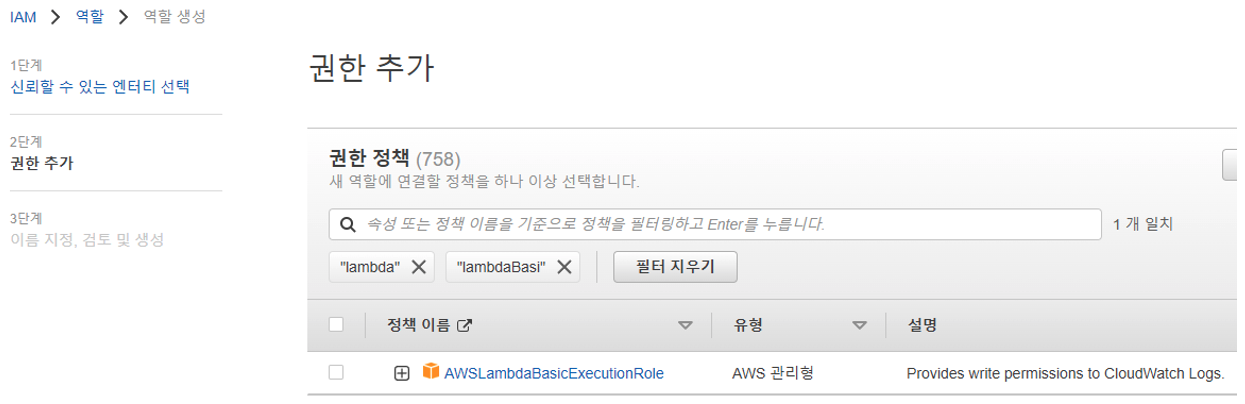 IAM > 역할 > 역할 생성
1단계
신뢰할 수 있는 엔터티 선택
2단계
권한 추가
3단계
이름 지정, 검토 및 생성
권한 추가
권한 정책 (758)
새 역할에 연결할 정책을 하나 이상 선택합니다.
속성 또는 정책 이름을 기준으로 정책을 필터링하고 Enter를 누릅니다.
1 개 일치
"lambda" "lambdaBasi" 필터 지우기
정책 이름 유형 설명
AWSLambdaBasicExecutionRole AWS 관리형 Provides write permissions to CloudWatch Logs.